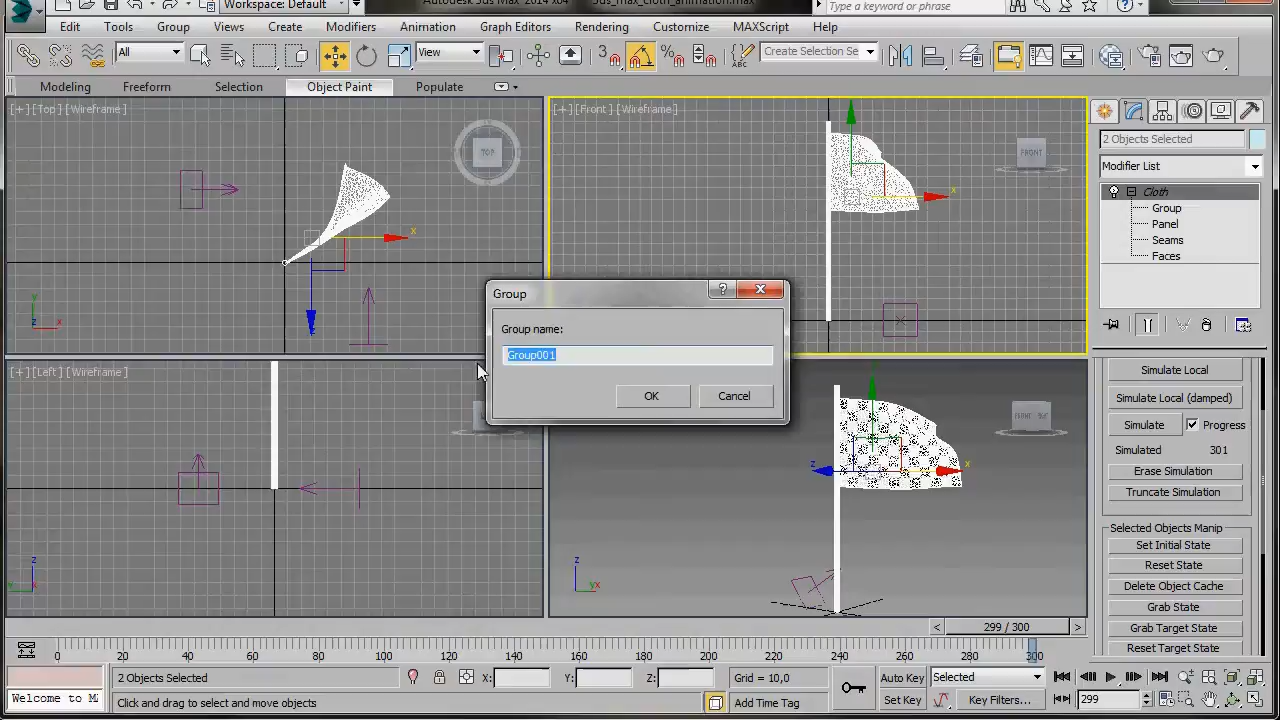 Workspace: Default
Autodesk 3ds Max 2014 x64
3ds_max_cloth_animation.max
Type a keyword or phrase
Edit Tools Group Views Create Modifiers Animation Graph Editors Rendering Customize MAXScript Help
All
View
3
Create Selection Se
Modeling Freeform Selection Object Paint Populate
[+] [Top] [Wireframe]
TOP
[+] [Front] [Wireframe]
FRONT
2 Objects Selected
Modifier List
Cloth
Group
Panel
Seams
Faces
Group
Group name:
Group001
OK Cancel
[+] [Left] [Wireframe]
Simulate Local
Simulate Local (damped)
Simulate Progress
Simulated 301
Erase Simulation
Truncate Simulation
Selected Objects Manip
Set Initial State
Reset State
Delete Object Cache
Grab State
Grab Target State
Reset Target State
x
y
z
< 299 / 300 >
0 20 40 60 80 100 120 140 160 180 200 220 240 260 280 300
2 Objects Selected X: Y: Z: Grid = 10,0 Auto Key Selected
Welcome to MA
Click and drag to select and move objects Add Time Tag Set Key Key Filters... 299